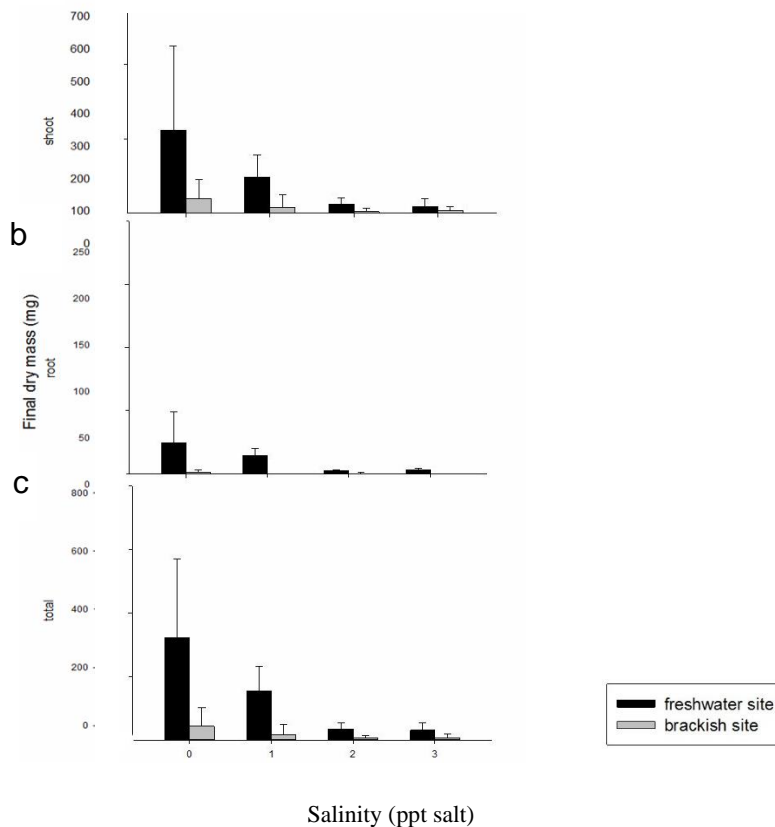 700
600
500
400
shoot
300
200
100
b
0
250
200
Final dry mass (mg)
root
150
100
50
c
0
800
600
total
400
200
0
0 1 2 3
freshwater site
brackish site
Salinity (ppt salt)